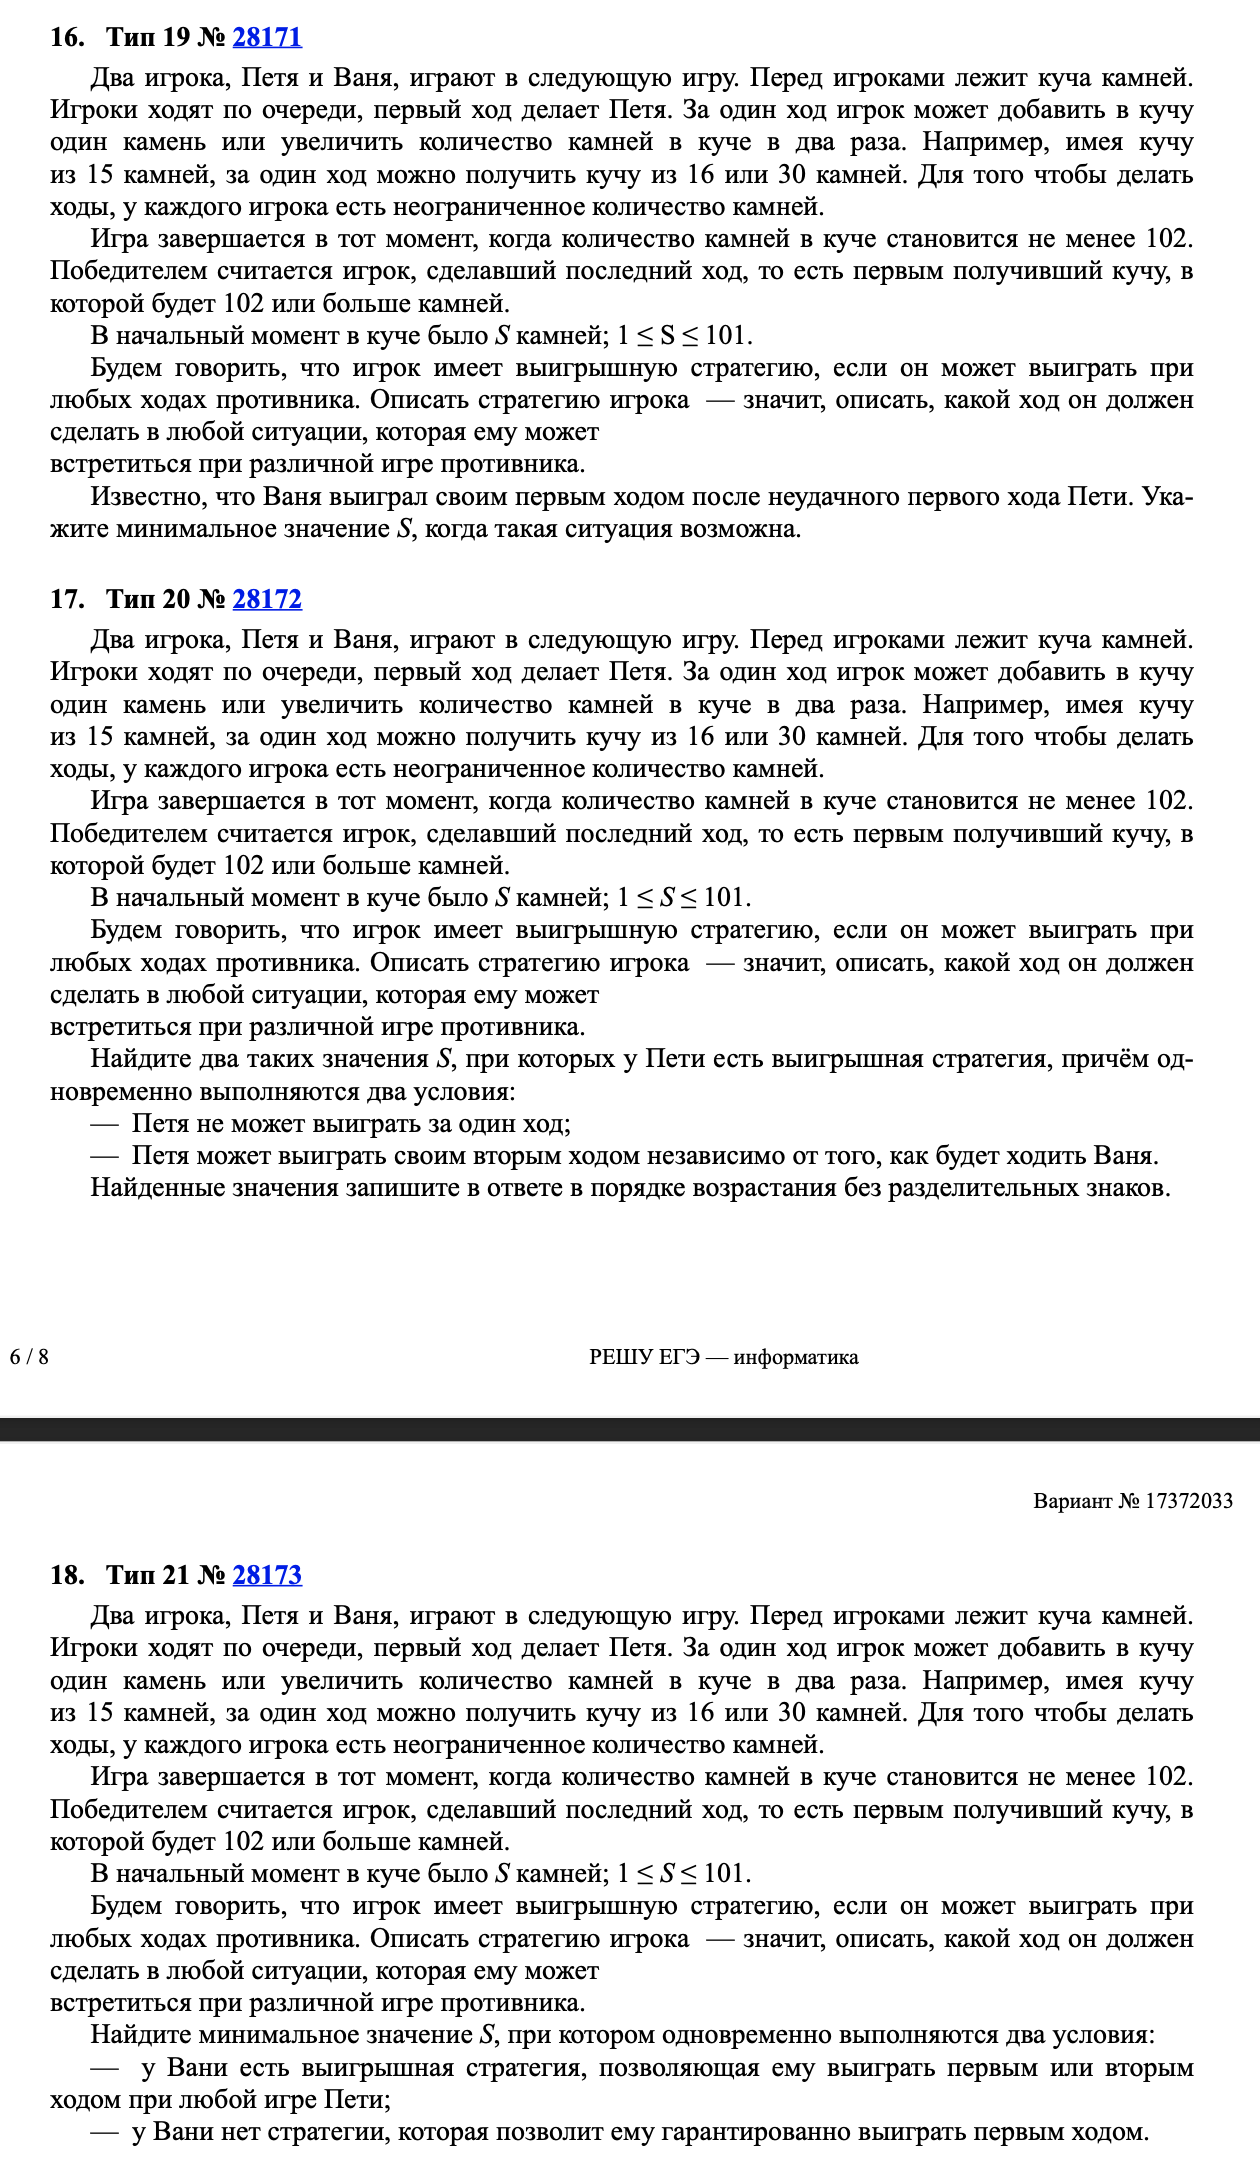 16. Тип 19 № 28171
Два игрока, Петя и Ваня, играют в следующую игру. Перед игроками лежит куча камней.
Игроки ходят по очереди, первый ход делает Петя. За один ход игрок может добавить в кучу
один камень или увеличить количество камней в куче в два раза. Например, имея кучу
из 15 камней, за один ход можно получить кучу из 16 или 30 камней. Для того чтобы делать
ходы, у каждого игрока есть неограниченное количество камней.
Игра завершается в тот момент, когда количество камней в куче становится не менее 102.
Победителем считается игрок, сделавший последний ход, то есть первым получивший кучу, в
которой будет 102 или больше камней.
В начальный момент в куче было S камней; 1 ≤ S ≤ 101.
Будем говорить, что игрок имеет выигрышную стратегию, если он может выиграть при
любых ходах противника. Описать стратегию игрока — значит, описать, какой ход он должен
сделать в любой ситуации, которая ему может
встретиться при различной игре противника.
Известно, что Ваня выиграл своим первым ходом после неудачного первого хода Пети. Ука-
жите минимальное значение S, когда такая ситуация возможна.
17. Тип 20 № 28172
Два игрока, Петя и Ваня, играют в следующую игру. Перед игроками лежит куча камней.
Игроки ходят по очереди, первый ход делает Петя. За один ход игрок может добавить в кучу
один камень или увеличить количество камней в куче в два раза. Например, имея кучу
из 15 камней, за один ход можно получить кучу из 16 или 30 камней. Для того чтобы делать
ходы, у каждого игрока есть неограниченное количество камней.
Игра завершается в тот момент, когда количество камней в куче становится не менее 102.
Победителем считается игрок, сделавший последний ход, то есть первым получивший кучу, в
которой будет 102 или больше камней.
В начальный момент в куче было S камней; 1 ≤ S ≤ 101.
Будем говорить, что игрок имеет выигрышную стратегию, если он может выиграть при
любых ходах противника. Описать стратегию игрока — значит, описать, какой ход он должен
сделать в любой ситуации, которая ему может
встретиться при различной игре противника.
Найдите два таких значения S, при которых у Пети есть выигрышная стратегия, причём од-
новременно выполняются два условия:
— Петя не может выиграть за один ход;
— Петя может выиграть своим вторым ходом независимо от того, как будет ходить Ваня.
Найденные значения запишите в ответе в порядке возрастания без разделительных знаков.
6 / 8 РЕШУ ЕГЭ — информатика
Вариант № 17372033
18. Тип 21 № 28173
Два игрока, Петя и Ваня, играют в следующую игру. Перед игроками лежит куча камней.
Игроки ходят по очереди, первый ход делает Петя. За один ход игрок может добавить в кучу
один камень или увеличить количество камней в куче в два раза. Например, имея кучу
из 15 камней, за один ход можно получить кучу из 16 или 30 камней. Для того чтобы делать
ходы, у каждого игрока есть неограниченное количество камней.
Игра завершается в тот момент, когда количество камней в куче становится не менее 102.
Победителем считается игрок, сделавший последний ход, то есть первым получивший кучу, в
которой будет 102 или больше камней.
В начальный момент в куче было S камней; 1 ≤ S ≤ 101.
Будем говорить, что игрок имеет выигрышную стратегию, если он может выиграть при
любых ходах противника. Описать стратегию игрока — значит, описать, какой ход он должен
сделать в любой ситуации, которая ему может
встретиться при различной игре противника.
Найдите минимальное значение S, при котором одновременно выполняются два условия:
— у Вани есть выигрышная стратегия, позволяющая ему выиграть первым или вторым
ходом при любой игре Пети;
— у Вани нет стратегии, которая позволит ему гарантированно выиграть первым ходом.